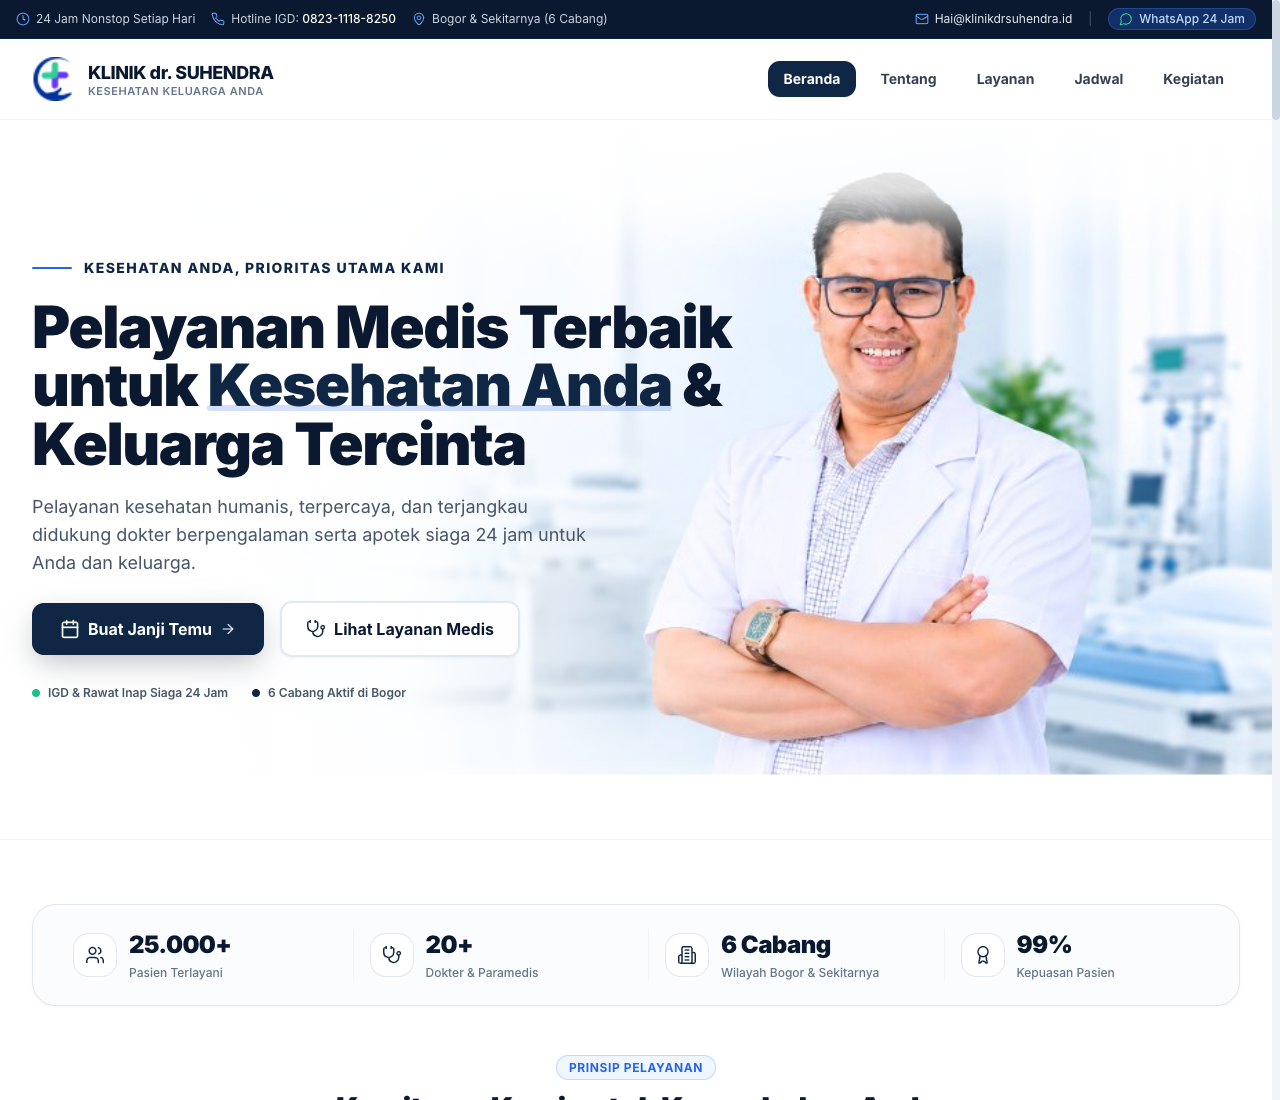 24 Jam Nonstop Setiap Hari
Hotline IGD: 0823-1118-8250
Bogor & Sekitarnya (6 Cabang)
Hai@klinikdrsuhendra.id
WhatsApp 24 Jam
KLINIK dr. SUHENDRA
KESEHATAN KELUARGA ANDA
Beranda
Tentang
Layanan
Jadwal
Kegiatan
KESEHATAN ANDA, PRIORITAS UTAMA KAMI
Pelayanan Medis Terbaik
untuk Kesehatan Anda &
Keluarga Tercinta
Pelayanan kesehatan humanis, terpercaya, dan terjangkau
didukung dokter berpengalaman serta apotek siaga 24 jam untuk
Anda dan keluarga.
Buat Janji Temu
Lihat Layanan Medis
IGD & Rawat Inap Siaga 24 Jam
6 Cabang Aktif di Bogor
25.000+
Pasien Terlayani
20+
Dokter & Paramedis
6 Cabang
Wilayah Bogor & Sekitarnya
99%
Kepuasan Pasien
PRINSIP PELAYANAN